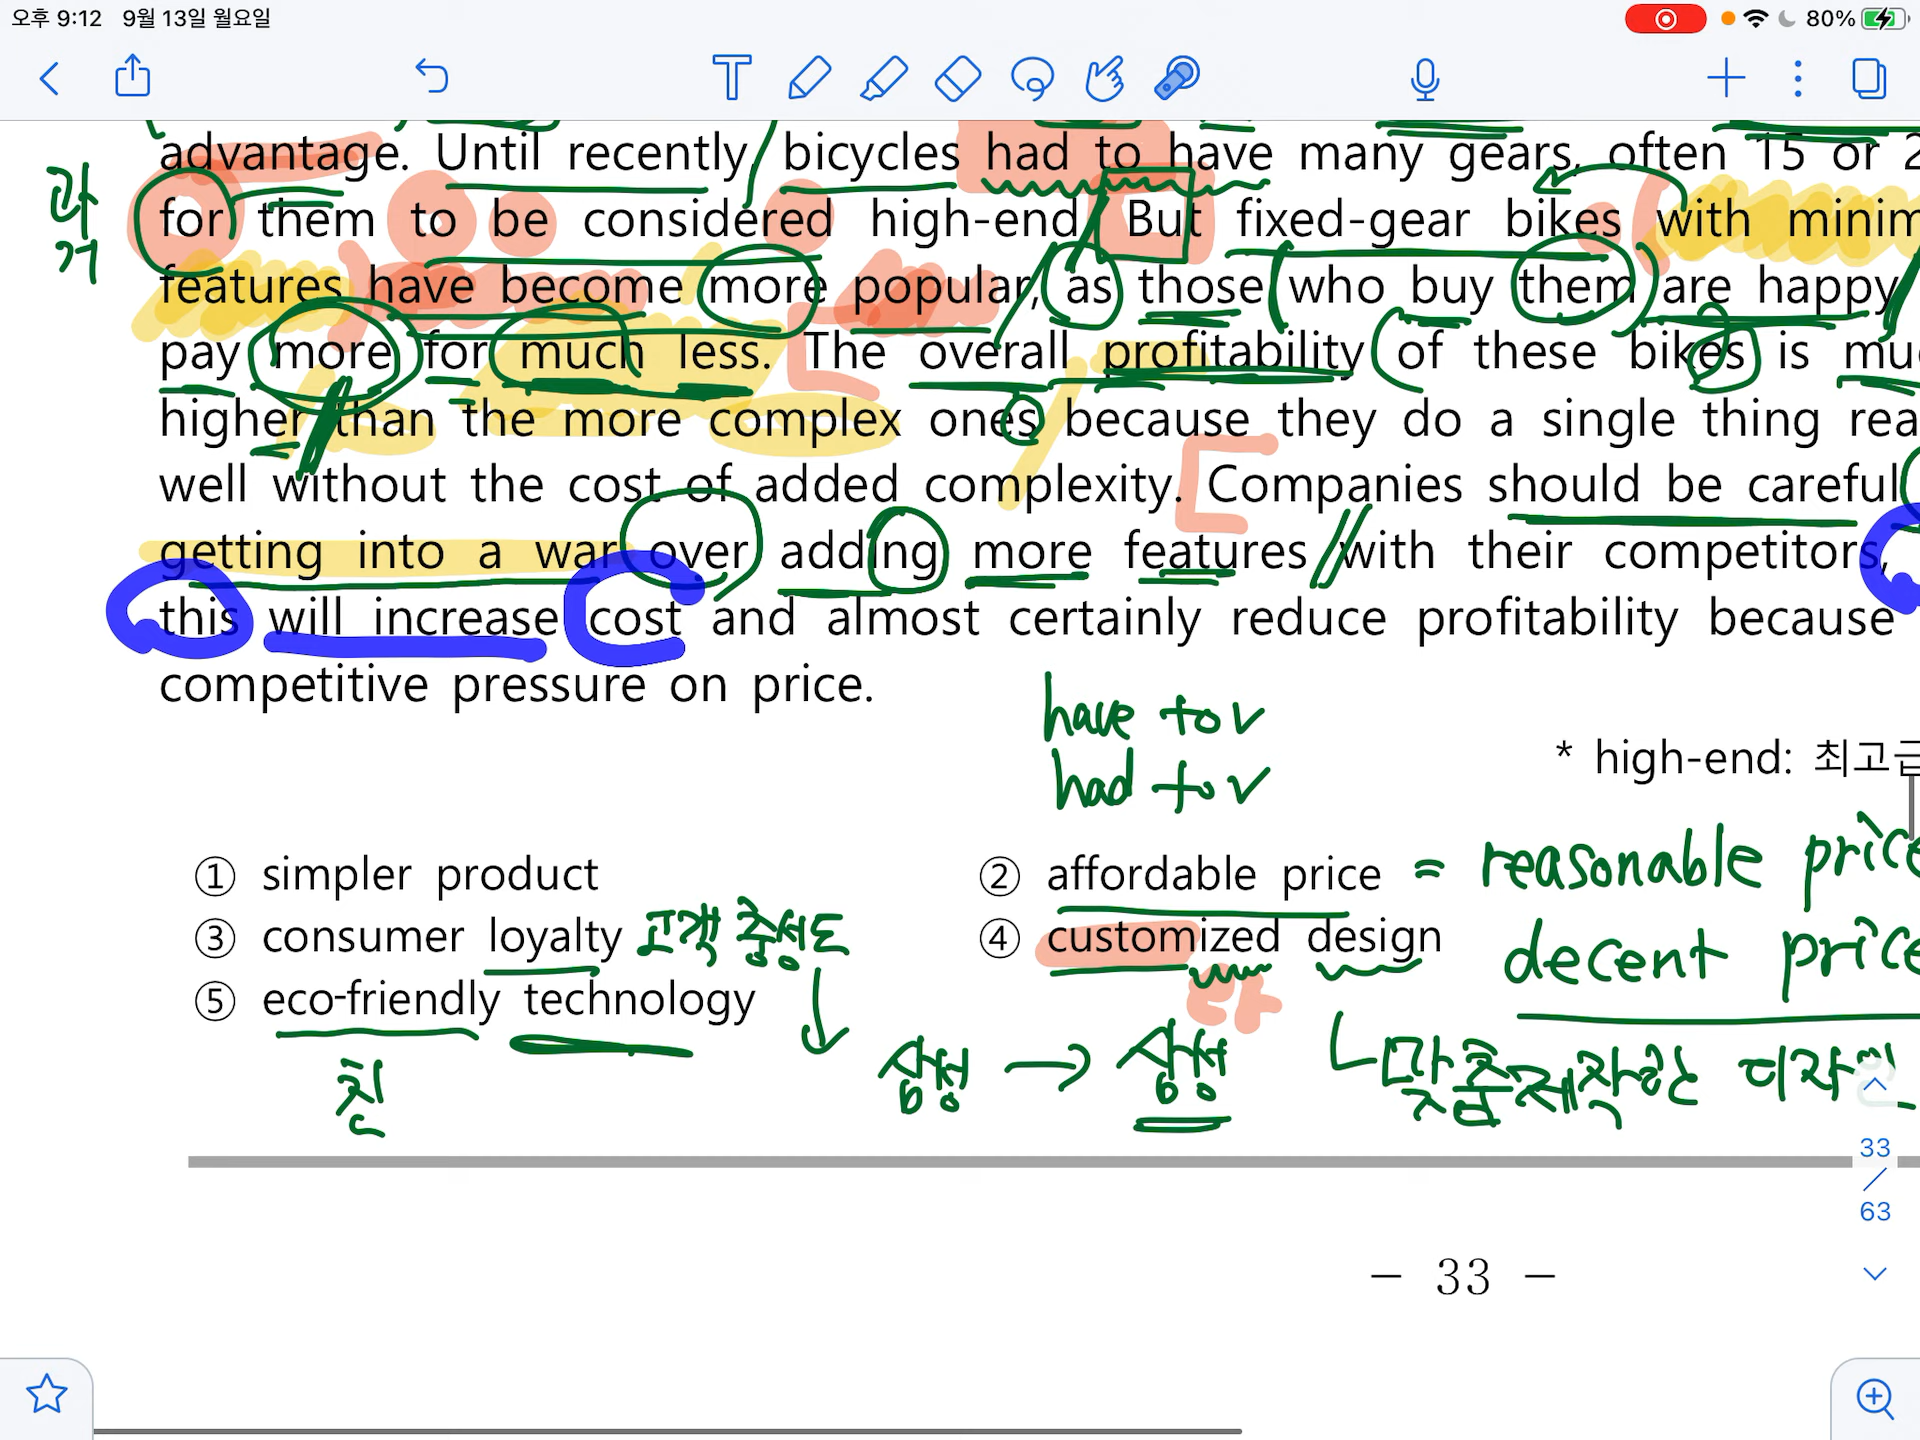 오후 9:12 9월 13일 월요일 80%
advantage. Until recently, bicycles had to have many gears, often 15 or 2
과거
for them to be considered high-end. But fixed-gear bikes with minim
features have become more popular, as those who buy them are happy
pay more for much less. The overall profitability of these bikes is mu
higher than the more complex ones because they do a single thing rea
well without the cost of added complexity. Companies should be careful
getting into a war over adding more features with their competitors,
this will increase cost and almost certainly reduce profitability because
competitive pressure on price.
have to v
had to v
* high-end: 최고급
① simpler product ② affordable price = reasonable price
③ consumer loyalty 고객 충성도 ④ customized design decent price
⑤ eco-friendly technology
친 삼성 → 삼성 맞춤제작한 디자인
33
/
63
- 33 -